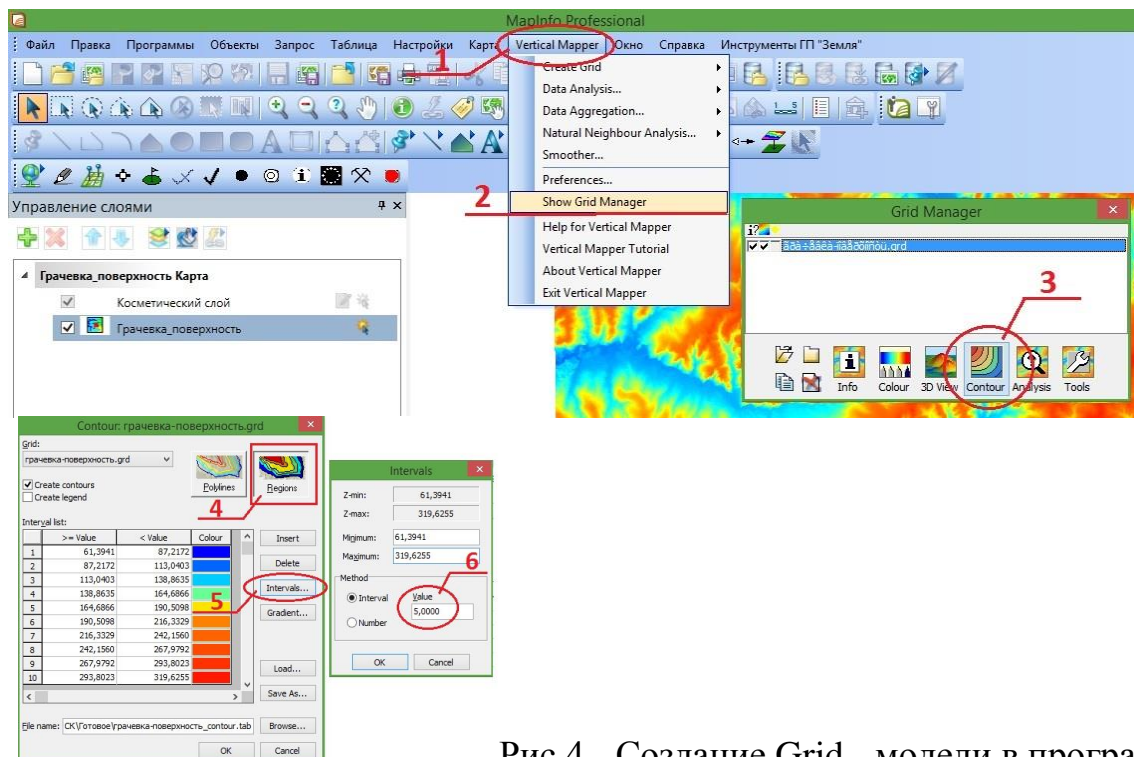 MapInfo Professional
Файл Правка Программы Объекты Запрос Таблица Настройки Карта Vertical Mapper Окно Справка Инструменты ГП "Земля"
1
Create Grid
Data Analysis...
Data Aggregation...
Natural Neighbour Analysis...
Smoother...
Preferences...
2
Show Grid Manager
Help for Vertical Mapper
Vertical Mapper Tutorial
About Vertical Mapper
Exit Vertical Mapper
Управление слоями
Грачевка_поверхность Карта
Косметический слой
Грачевка_поверхность
Grid Manager
3
Info Colour 3D View Contour Analysis Tools
Contour: грачевка-поверхность.grd
Grid:
грачевка-поверхность.grd
Create contours
Create legend
Polylines
Regions
4
Interval list:
>= Value < Value Colour
1 61,3941 87,2172
2 87,2172 113,0403
3 113,0403 138,8635
4 138,8635 164,6866
5 164,6866 190,5098
6 190,5098 216,3329
7 216,3329 242,1560
8 242,1560 267,9792
9 267,9792 293,8023
10 293,8023 319,6255
Insert
Delete
Intervals...
5
Gradient...
Load...
Save As...
File name: СК\Готовое\грачевка-поверхность_contour.tab Browse...
OK Cancel
Intervals
Z-min: 61,3941
Z-max: 319,6255
Minimum: 61,3941
Maximum: 319,6255
6
Method
Interval
Value
5,0000
Number
OK Cancel
Рис.4 - Создание Grid - модели в програ